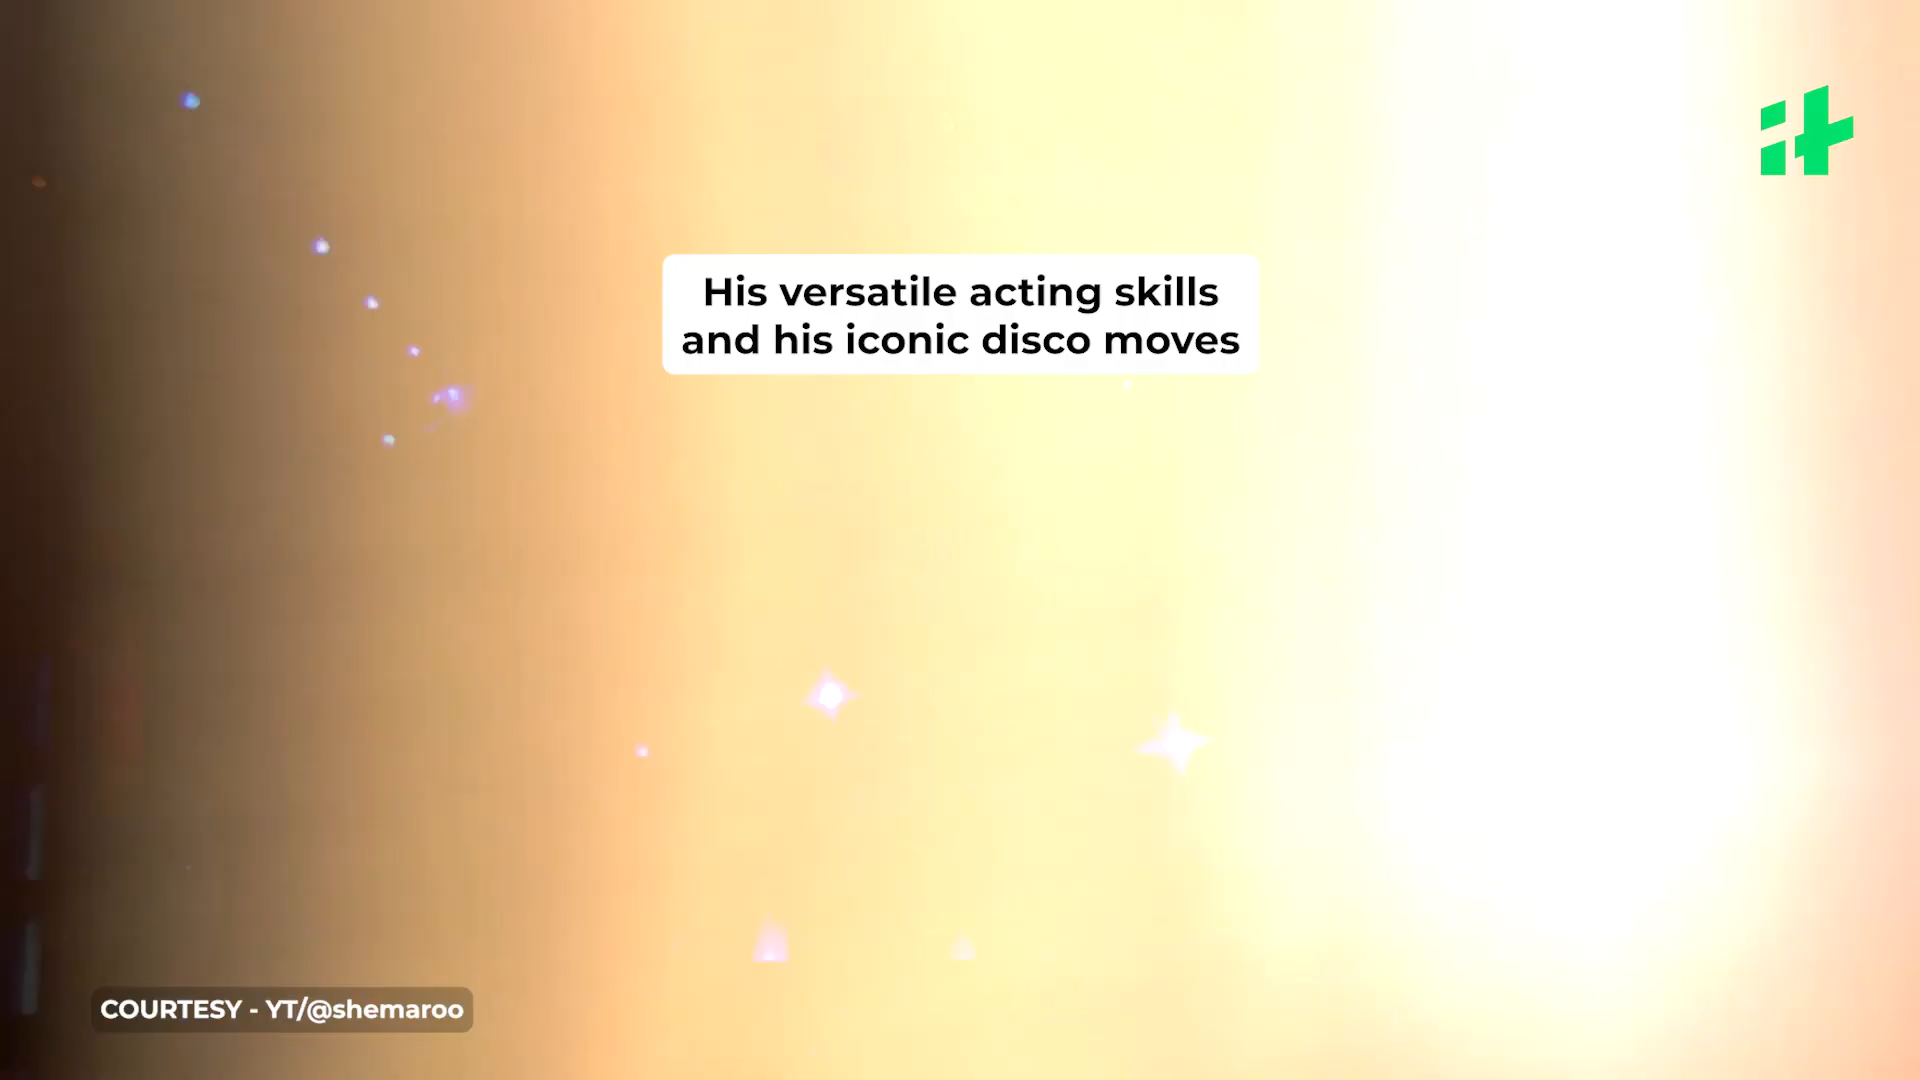 His versatile acting skills
and his iconic disco moves
COURTESY - YT/@shemaroo